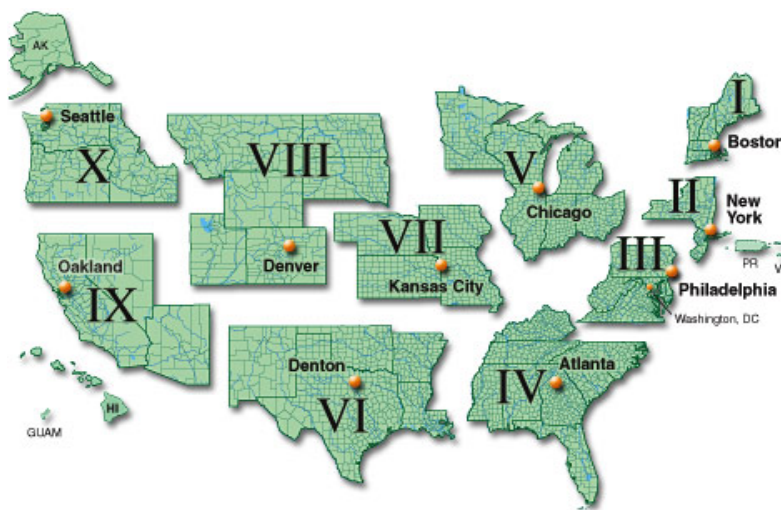 AK
Seattle
X
VIII
V
I
Boston
II
New
York
Chicago
VII
Denver
Kansas City
III
PR
V
Philadelphia
Washington, DC
Oakland
IX
HI
GUAM
Denton
VI
IV
Atlanta